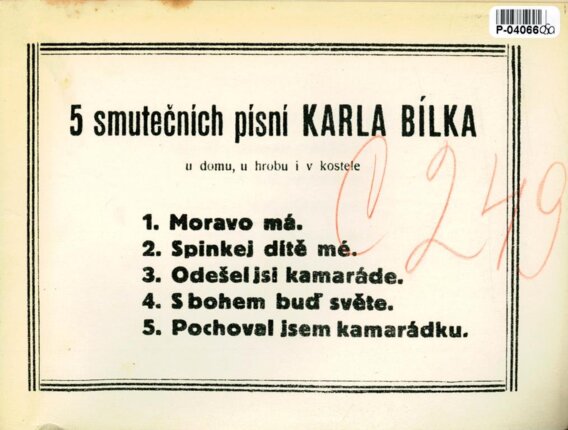 P-04066
5 smutečních písní KARLA BÍLKA
u domu, u hrobu i v kostele
C 249
1. Moravo má.
2. Spinkej dítě mé.
3. Odešel jsi kamaráde.
4. S bohem buď světe.
5. Pochoval jsem kamarádku.